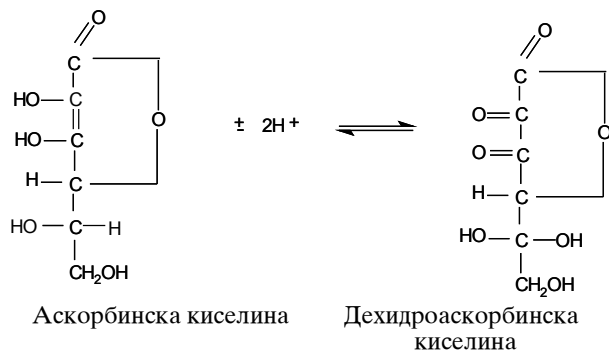 O
C
HO—C
HO—C
H—C
HO—C—H
CH₂OH
O
± 2H +
O
C
O=C
O=C
H—C
HO—C—OH
CH₂OH
O
Аскорбинска киселина
Дехидроаскорбинска
киселина